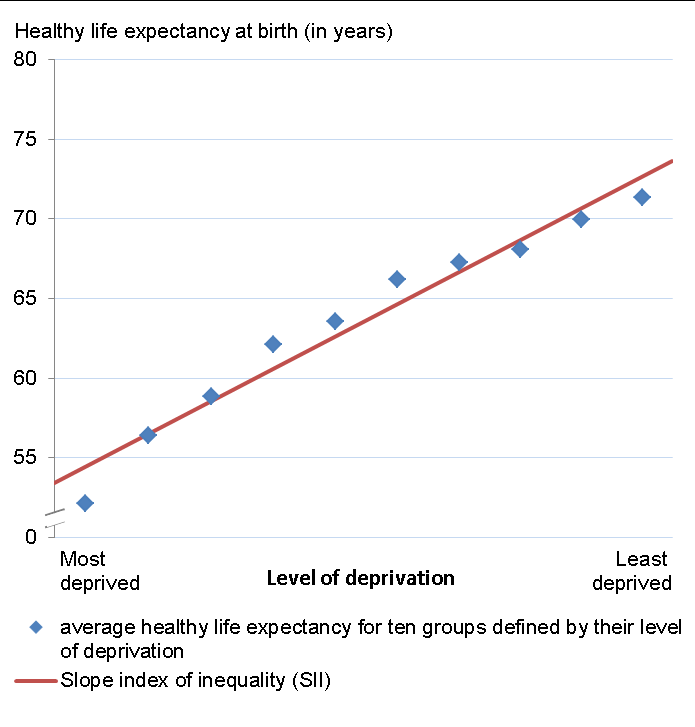 Healthy life expectancy at birth (in years)
80
75
70
65
60
55
0
Most
deprived
Level of deprivation
Least
deprived
average healthy life expectancy for ten groups defined by their level
of deprivation
Slope index of inequality (SII)